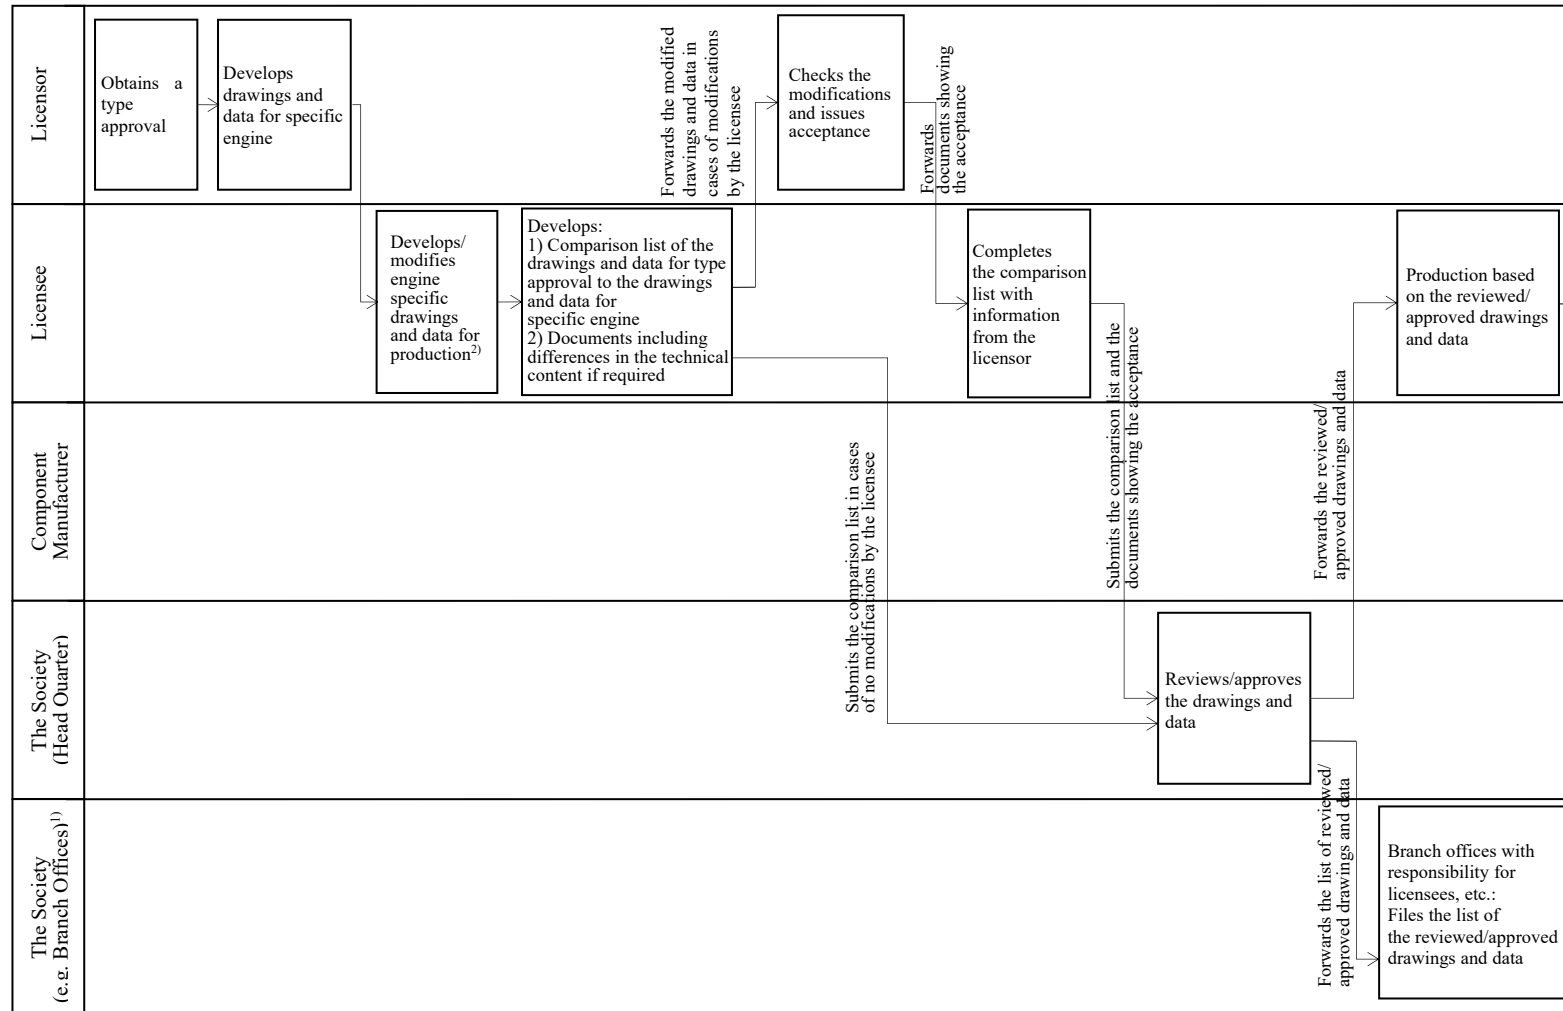 Licensor
Obtains a
type
approval
Develops
drawings and
data for specific
engine
Forwards the modified
drawings and data in
cases of modifications
by the licensee
Checks the
modifications
and issues
acceptance
Forwards
documents showing
the acceptance
Licensee
Develops/
modifies
engine
specific
drawings
and data for
production2)
Develops:
1) Comparison list of the
drawings and data for type
approval to the drawings
and data for
specific engine
2) Documents including
differences in the technical
content if required
Completes
the comparison
list with
information
from the
licensor
Submits the comparison list and the
documents showing the acceptance
Production based
on the reviewed/
approved drawings
and data
Component
Manufacturer
Submits the comparison list in cases
of no modifications by the licensee
Forwards the reviewed/
approved drawings and data
The Society
(Head Quarter)
Reviews/approves
the drawings and
data
Forwards the list of reviewed/
approved drawings and data
The Society
(e.g. Branch Offices)1)
Branch offices with
responsibility for
licensees, etc.:
Files the list of
the reviewed/approved
drawings and data